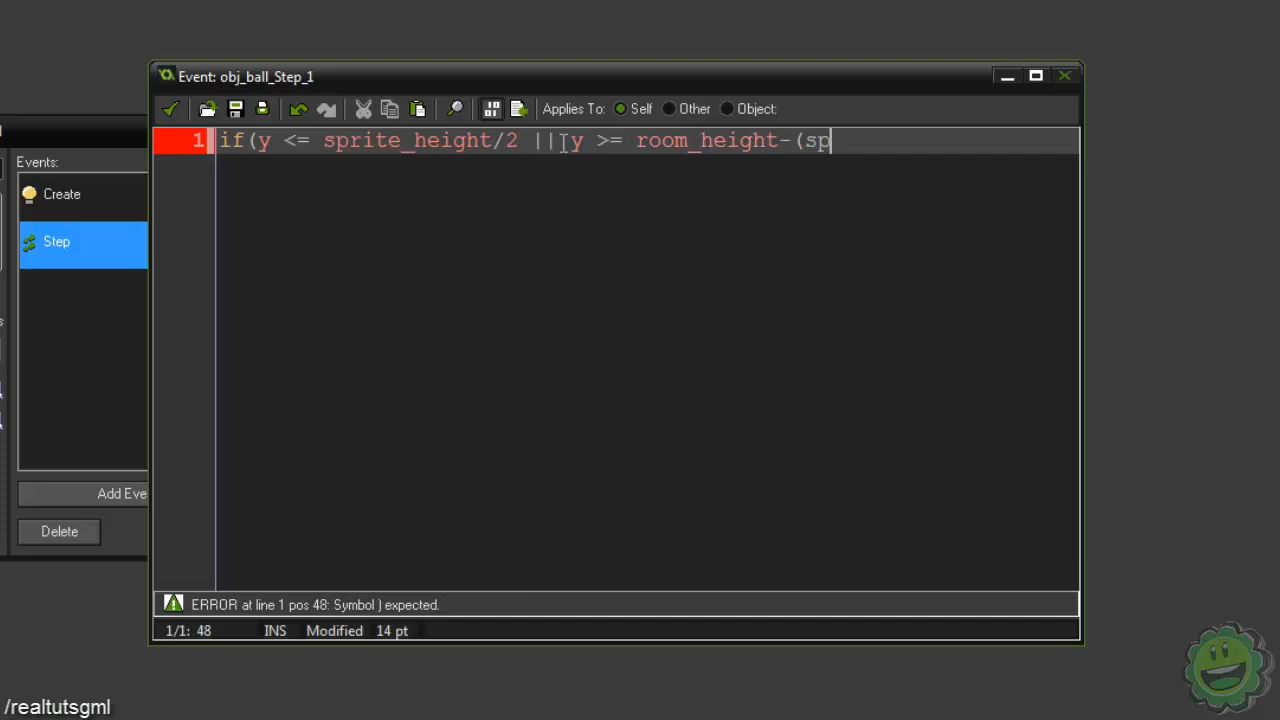 Event: obj_ball_Step_1
Applies To: Self Other Object:
1 if(y <= sprite_height/2 || y >= room_height-(sp
Events:
Create
Step
Add Eve
Delete
ERROR at line 1 pos 48: Symbol ) expected.
1/1: 48 INS Modified 14 pt
/realtutsgml